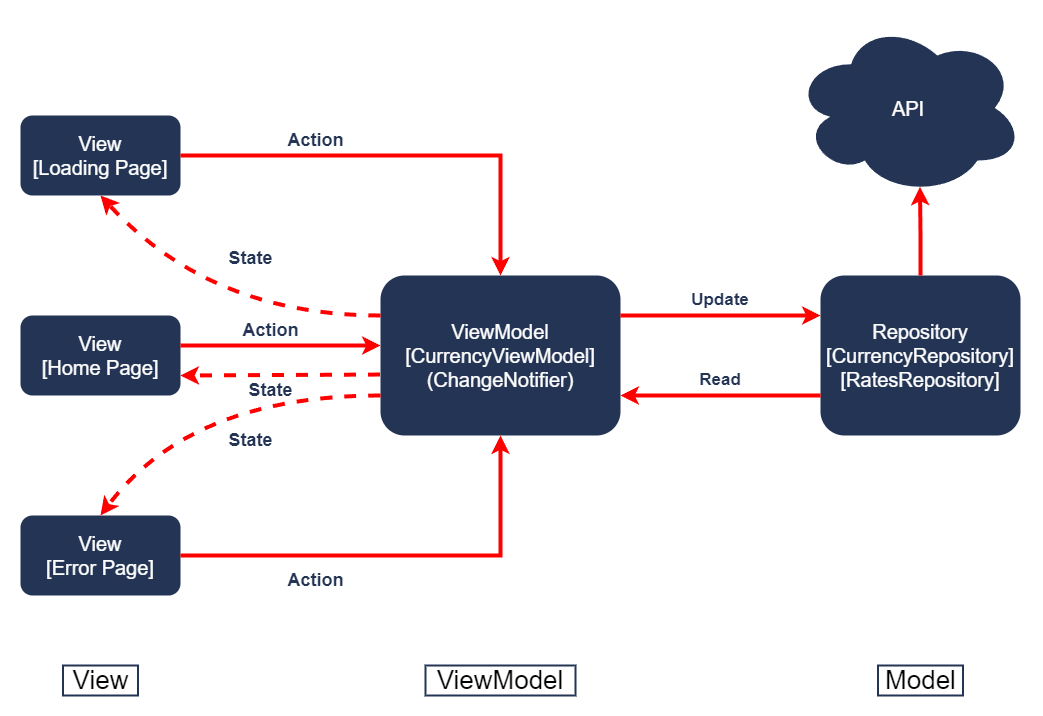 API
View
[Loading Page]
Action
State
View
[Home Page]
Action
State
State
ViewModel
[CurrencyViewModel]
(ChangeNotifier)
Update
Read
Repository
[CurrencyRepository]
[RatesRepository]
View
[Error Page]
Action
View
ViewModel
Model